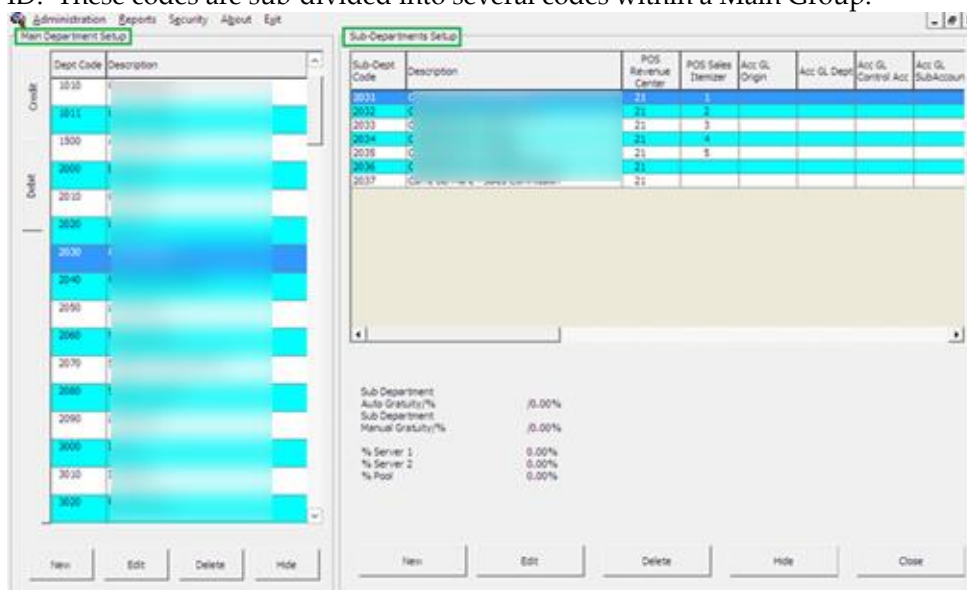 ID. These codes are sub-divided into several codes within a Main Group.
Administration Reports Security About Exit
Main Department Setup
Credit
Debit
Dept Code Description
1010
1011
1500
2000
2010
2020
2030
2040
2050
2060
2070
2080
2090
3000
3010
3020
New Edit Delete Hide
Sub-Departments Setup
Sub-Dept Code Description POS Revenue Center POS Sales Itemizer Acc GL Origin Acc GL Dept Acc GL Control Acc Acc GL SubAccoun
2031 21 1
2032 21 2
2033 21 3
2034 21 4
2035 21 5
2036 21
2037 21
Sub Department
Auto Gratuity/% /0.00%
Sub Department
Manual Gratuity/% /0.00%
% Server 1 0.00%
% Server 2 0.00%
% Pool 0.00%
New Edit Delete Hide Close